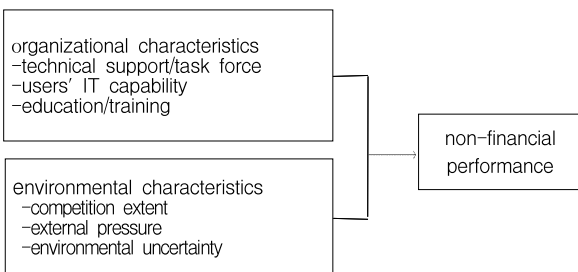 organizational characteristics
-technical support/task force
-users' IT capability
-education/training
non-financial
performance
environmental characteristics
-competition extent
-external pressure
-environmental uncertainty